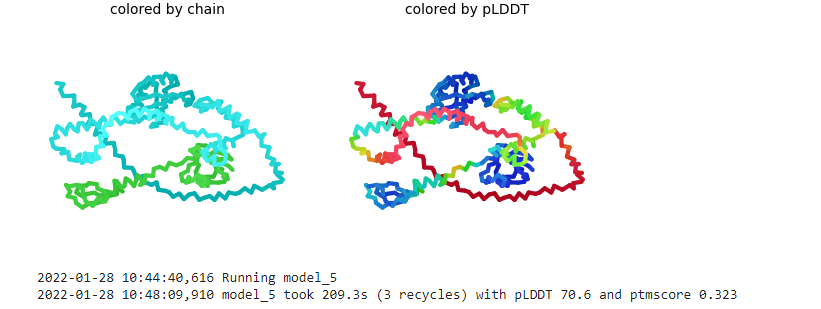 colored by chain
colored by pLDDT
2022-01-28 10:44:40,616 Running model_5
2022-01-28 10:48:09,910 model_5 took 209.3s (3 recycles) with pLDDT 70.6 and ptmscore 0.323